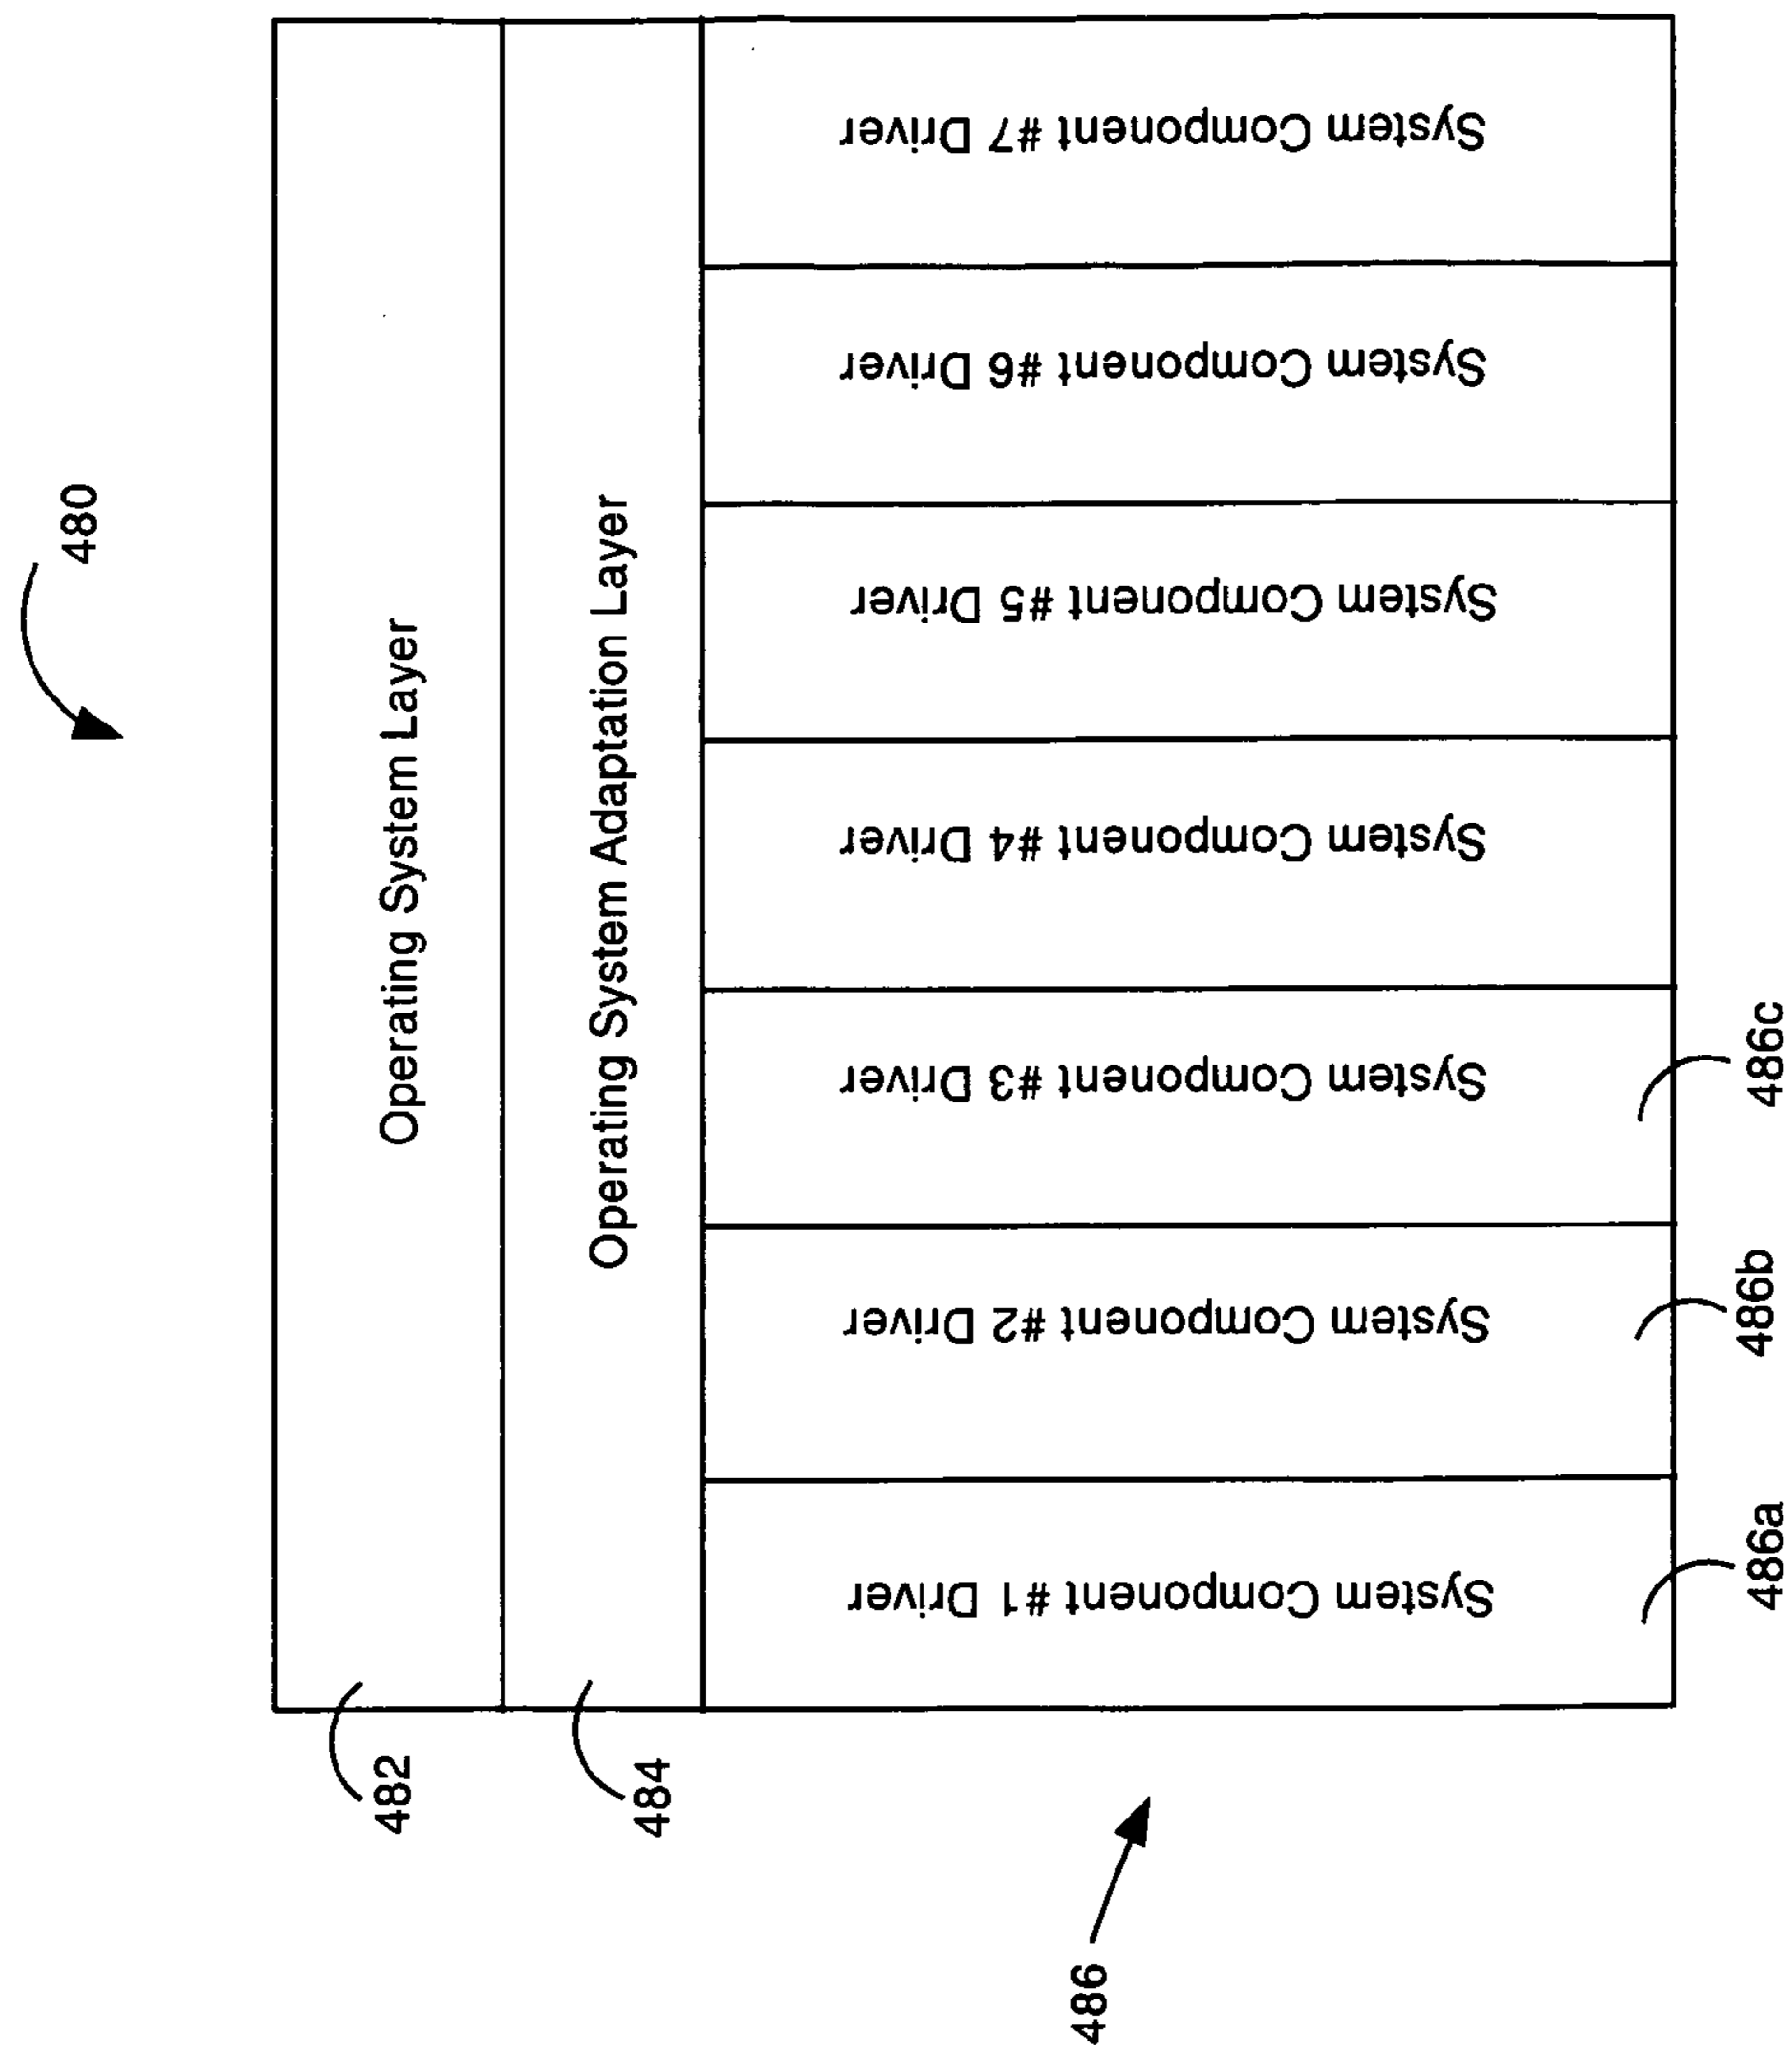 480
Operating System Layer
482
Operating System Adaptation Layer
484
486
System Component #1 Driver
System Component #2 Driver
System Component #3 Driver
System Component #4 Driver
System Component #5 Driver
System Component #6 Driver
System Component #7 Driver
486a
486b
486c